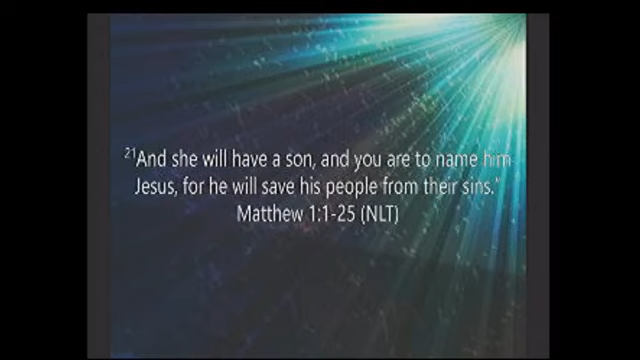 ²¹And she will have a son, and you are to name him
Jesus, for he will save his people from their sins."
Matthew 1:1-25 (NLT)